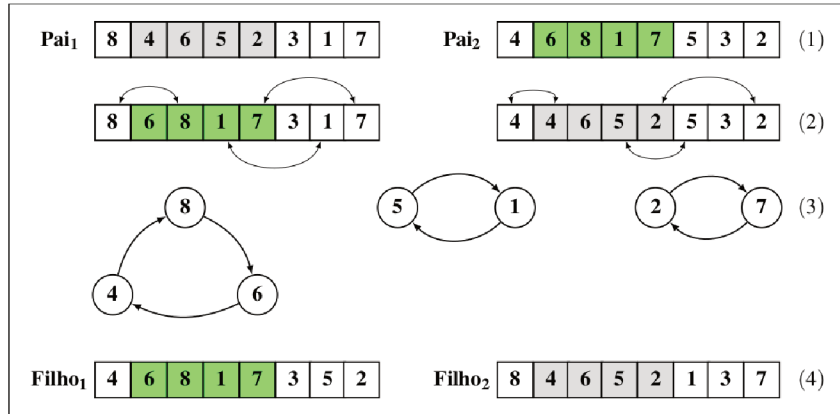 Pai1 8 4 6 5 2 3 1 7 Pai2 4 6 8 1 7 5 3 2 (1)
8 6 8 1 7 3 1 7 4 4 6 5 2 5 3 2 (2)
8 5 1 2 7 (3)
4 6
Filho1 4 6 8 1 7 3 5 2 Filho2 8 4 6 5 2 1 3 7 (4)